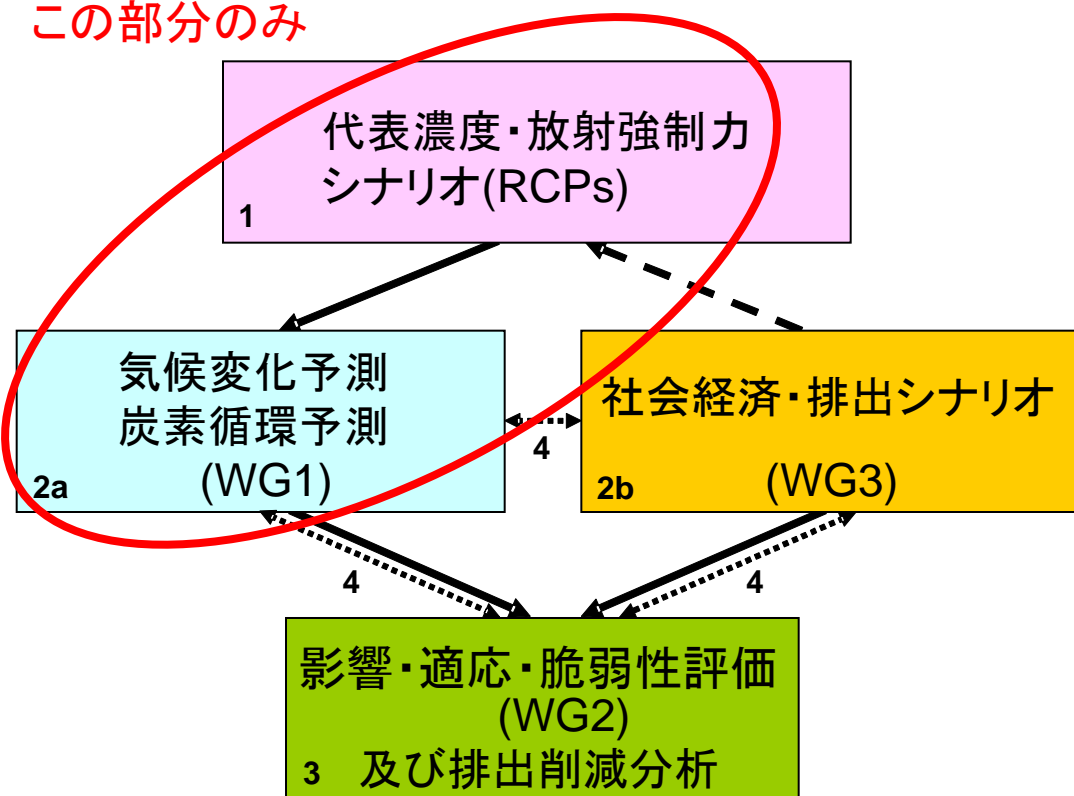 この部分のみ
代表濃度・放射強制力
シナリオ(RCPs)
1
気候変化予測
炭素循環予測
(WG1)
2a
4
社会経済・排出シナリオ
(WG3)
2b
4
4
影響・適応・脆弱性評価
(WG2)
3 及び排出削減分析